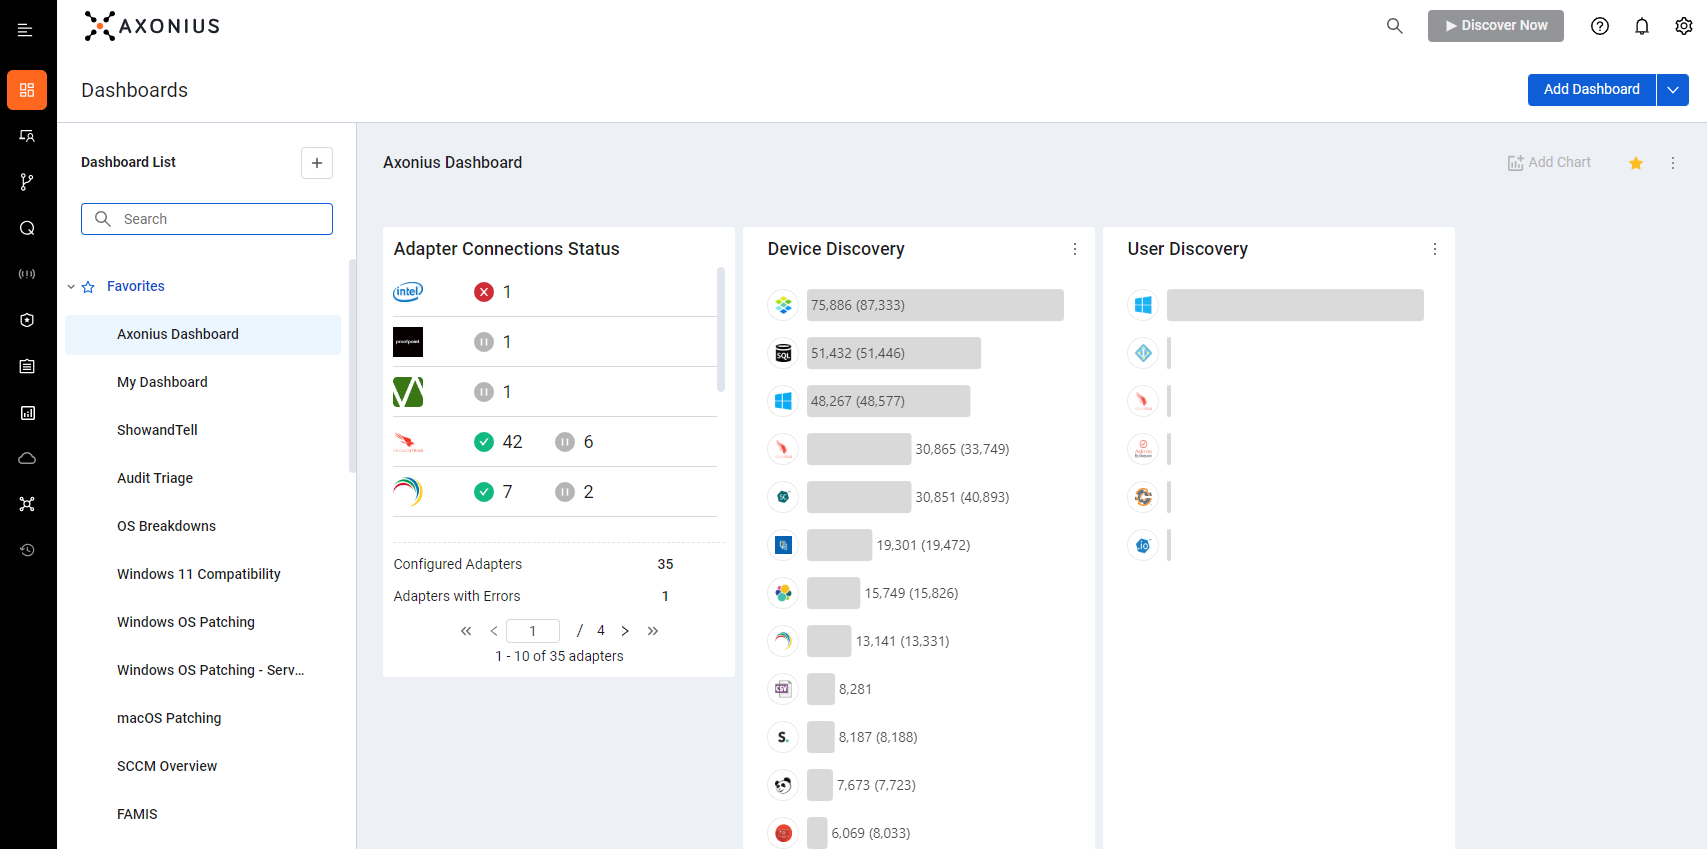 AXONIUS
Discover Now
Dashboards
Add Dashboard
Dashboard List
Search
Favorites
Axonius Dashboard
My Dashboard
ShowandTell
Audit Triage
OS Breakdowns
Windows 11 Compatibility
Windows OS Patching
Windows OS Patching - Serv...
macOS Patching
SCCM Overview
FAMIS
Axonius Dashboard
Add Chart
Adapter Connections Status
intel 1
proofpoint 1
1
42 6
7 2
Configured Adapters 35
Adapters with Errors 1
1 / 4
1 - 10 of 35 adapters
Device Discovery
75,886 (87,333)
SQL 51,432 (51,446)
48,267 (48,577)
30,865 (33,749)
SC 30,851 (40,893)
19,301 (19,472)
15,749 (15,826)
13,141 (13,331)
CSV 8,281
S. 8,187 (8,188)
7,673 (7,723)
6,069 (8,033)
User Discovery
.io